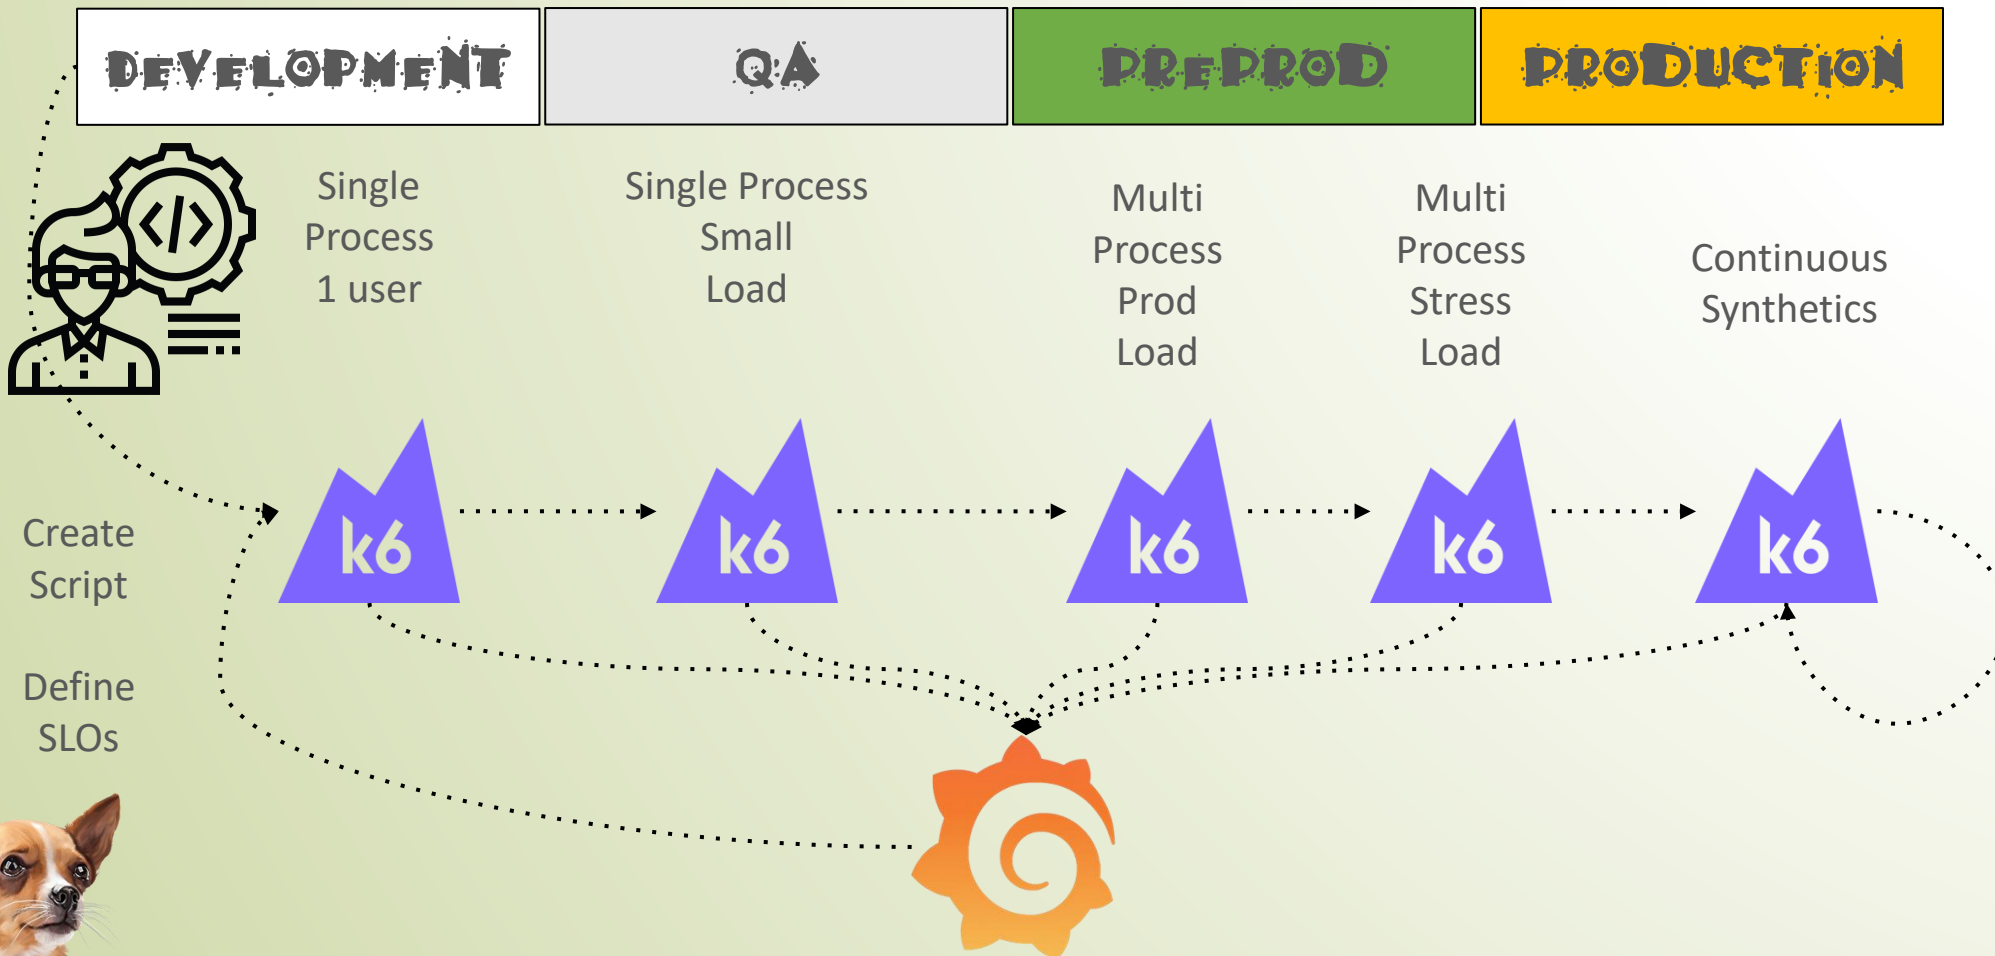 DEVELOPMENT
QA
PREPROD
PRODUCTION
Single
Process
1 user
Single Process
Small
Load
Multi
Process
Prod
Load
Multi
Process
Stress
Load
Continuous
Synthetics
Create
Script
Define
SLOs
k6
k6
k6
k6
k6